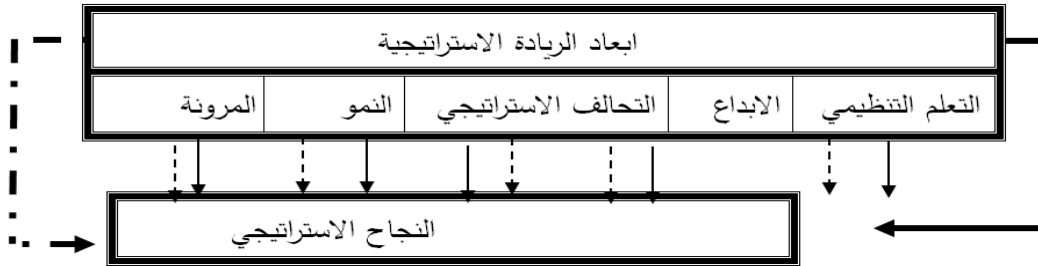 ابعاد الريادة الاستراتيجية
التعلم التنظيمي الابداع التحالف الاستراتيجي النمو المرونة
النجاح الاستراتيجي